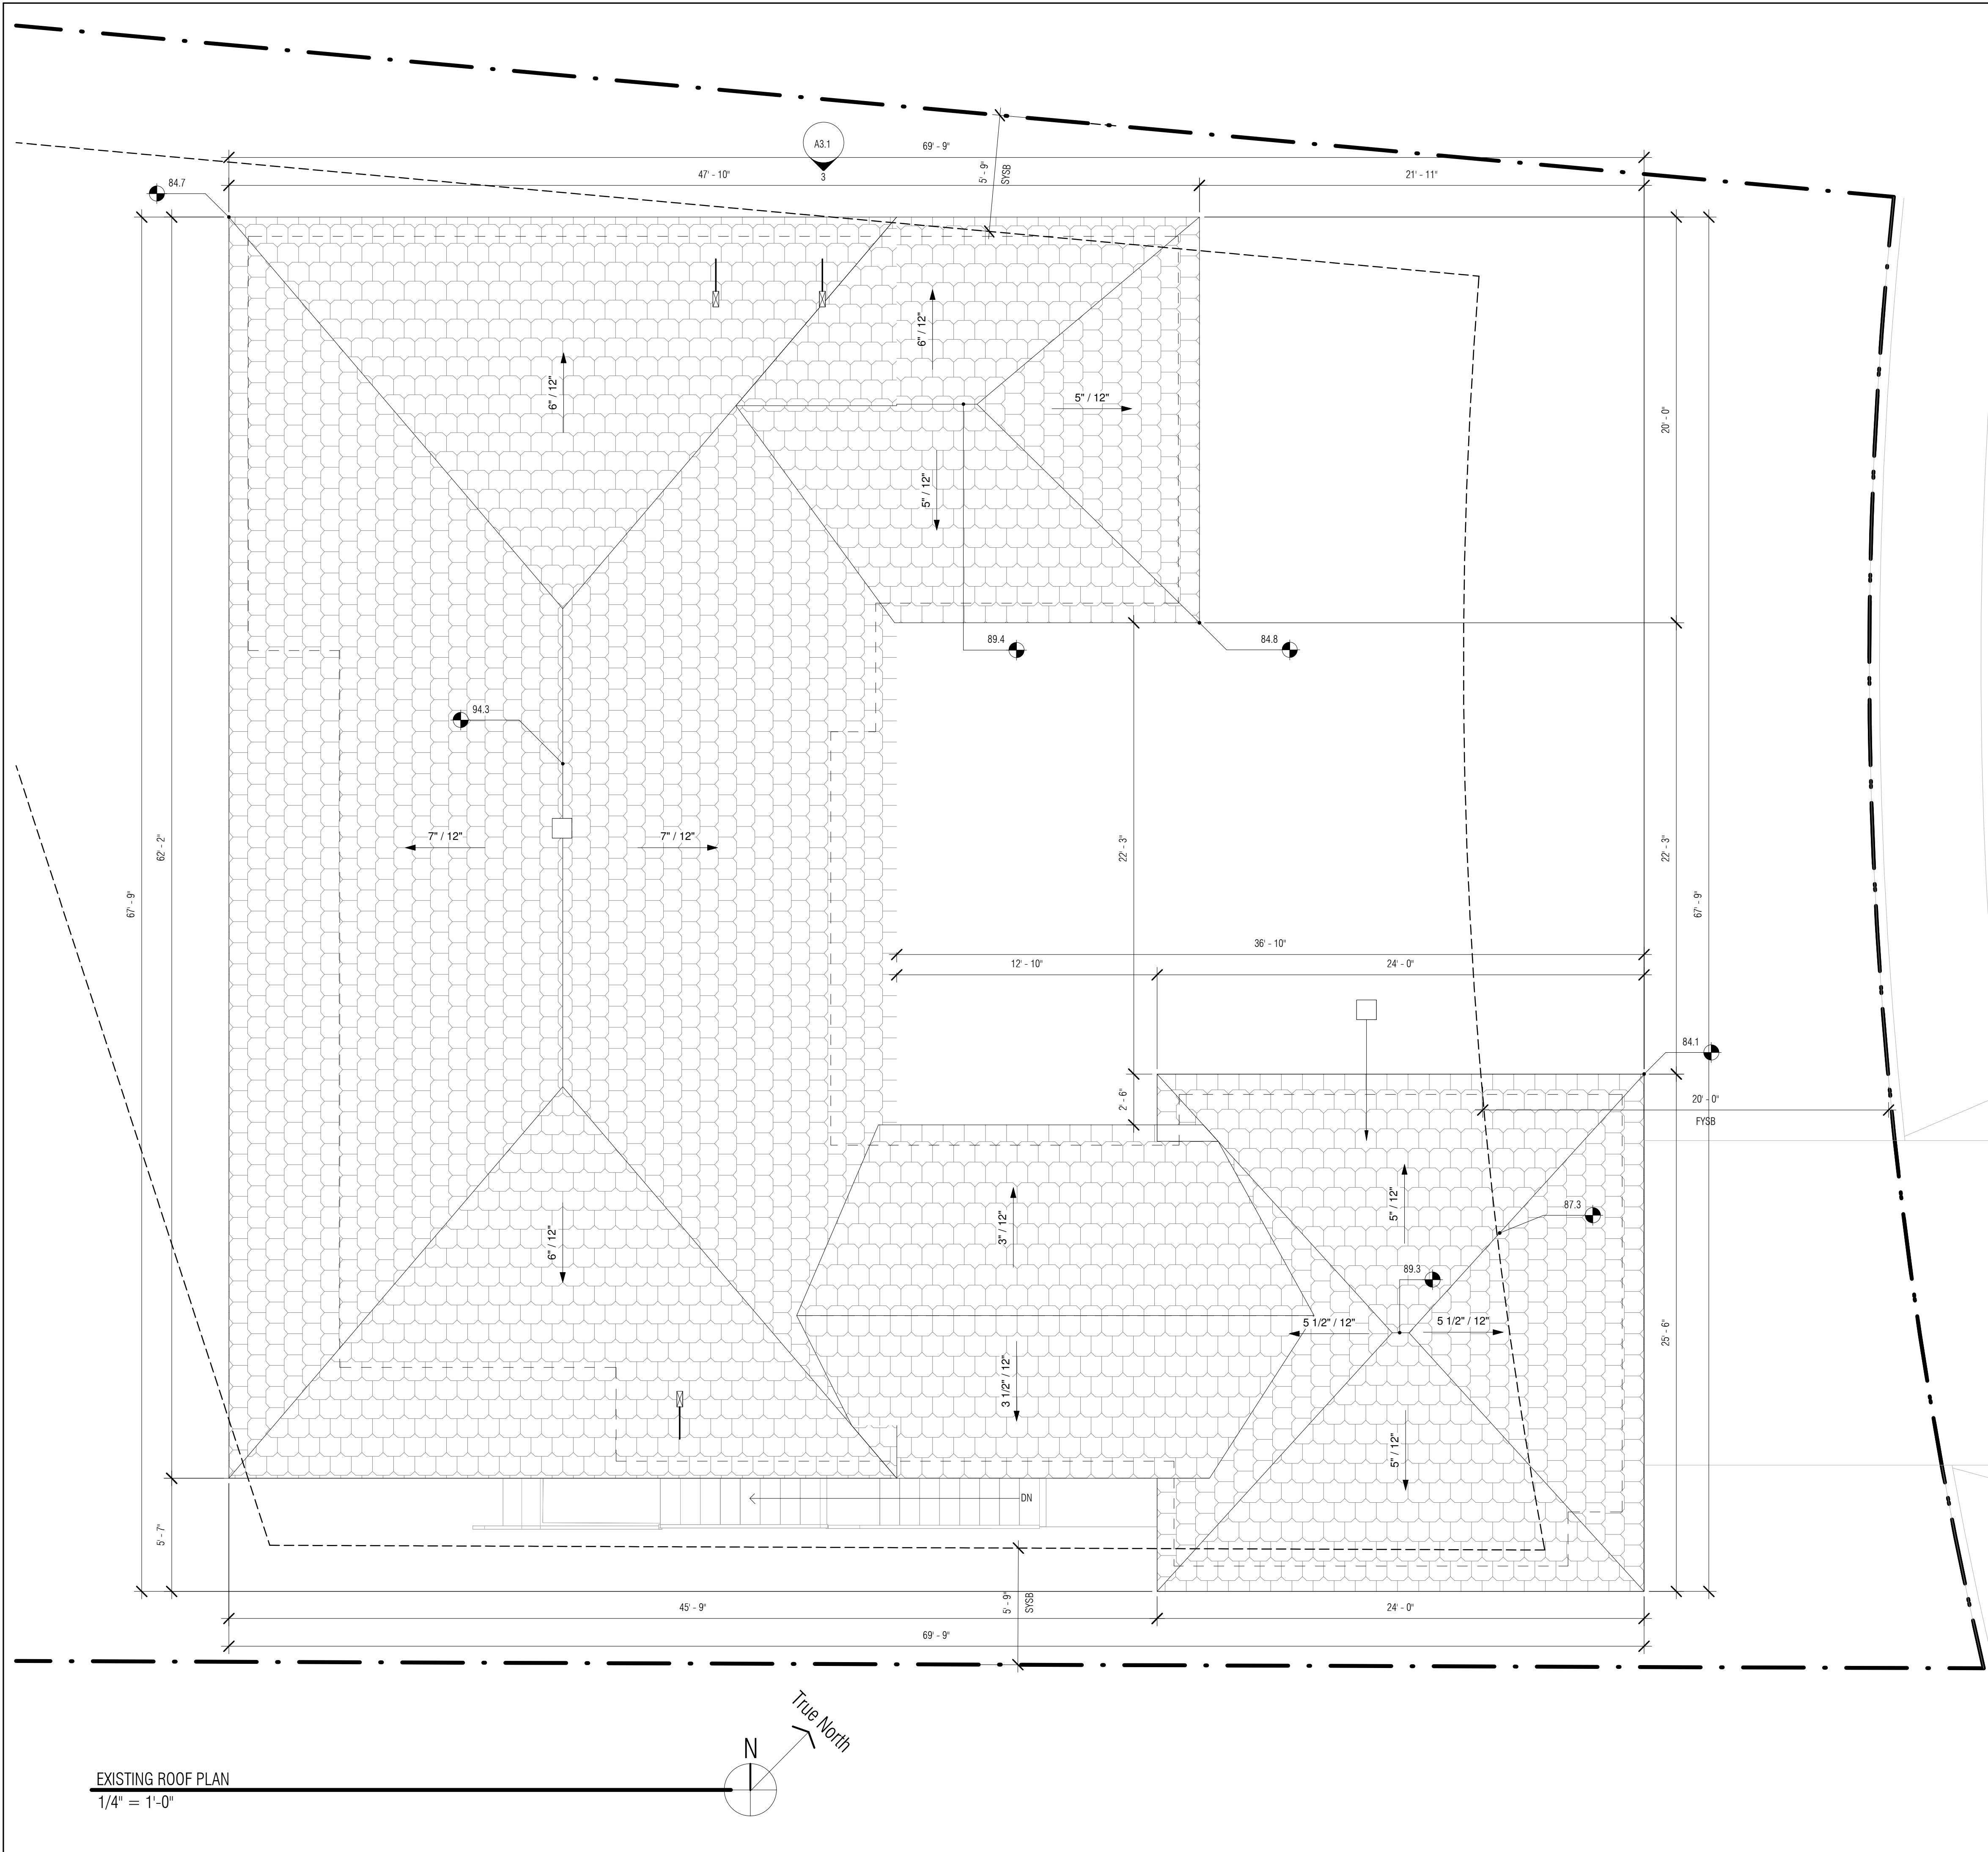 69' - 9"
A3.1
3
47' - 10"
21' - 11"
5' - 9"
SYSB
84.7
6" / 12"
6" / 12"
5" / 12"
5" / 12"
20' - 0"
89.4
84.8
94.3
7" / 12"
7" / 12"
62' - 2"
67' - 9"
22' - 3"
22' - 3"
67' - 9"
36' - 10"
12' - 10"
24' - 0"
84.1
2' - 6"
20' - 0"
FYSB
6" / 12"
3" / 12"
5" / 12"
87.3
89.3
5 1/2" / 12"
5 1/2" / 12"
25' - 6"
3 1/2" / 12"
5" / 12"
DN
5' - 7"
45' - 9"
5' - 9"
SYSB
24' - 0"
69' - 9"
True North
N
EXISTING ROOF PLAN
1/4" = 1'-0"